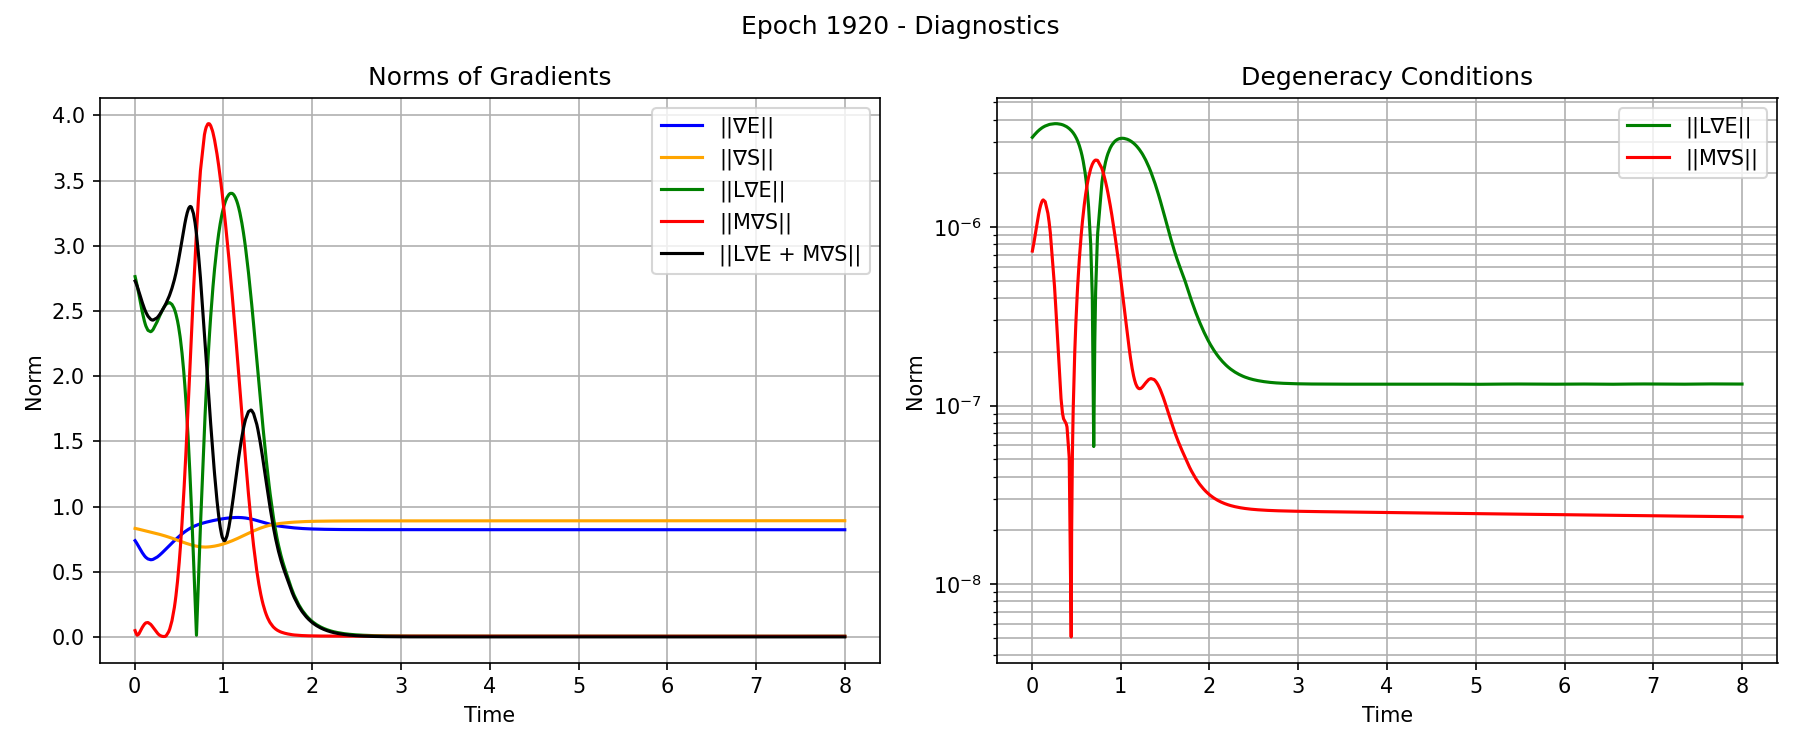 Epoch 1920 - Diagnostics
Norms of Gradients
Norm
4.0
3.5
3.0
2.5
2.0
1.5
1.0
0.5
0.0
||∇E||
||∇S||
||L∇E||
||M∇S||
||L∇E + M∇S||
0 1 2 3 4 5 6 7 8
Time
Degeneracy Conditions
Norm
10⁻⁶
10⁻⁷
10⁻⁸
||L∇E||
||M∇S||
0 1 2 3 4 5 6 7 8
Time